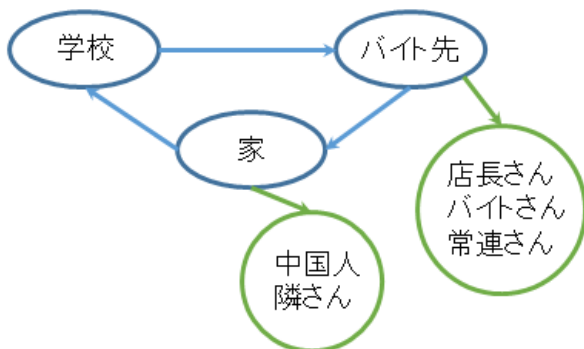 学校
バイト先
家
店長さん
バイトさん
常連さん
中国人
隣さん